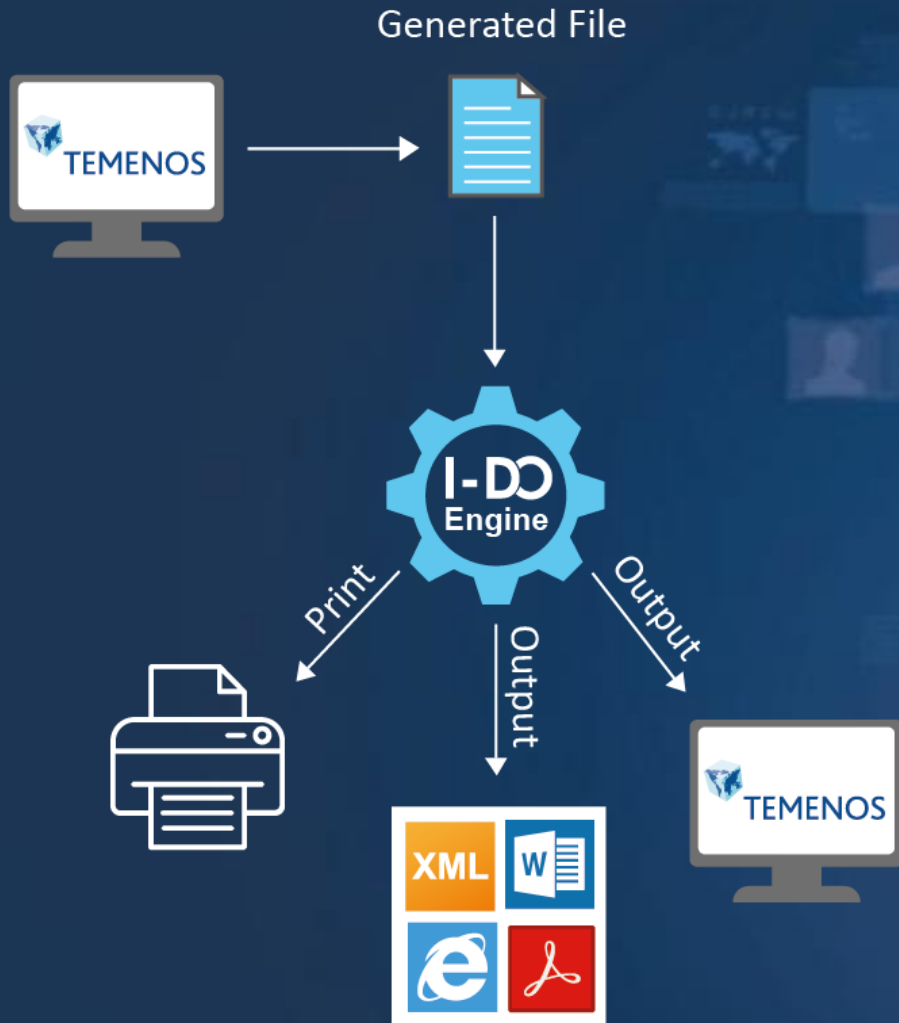 Generated File
TEMENOS
I-DO
Engine
Print
Output
Output
TEMENOS
XML
W
e